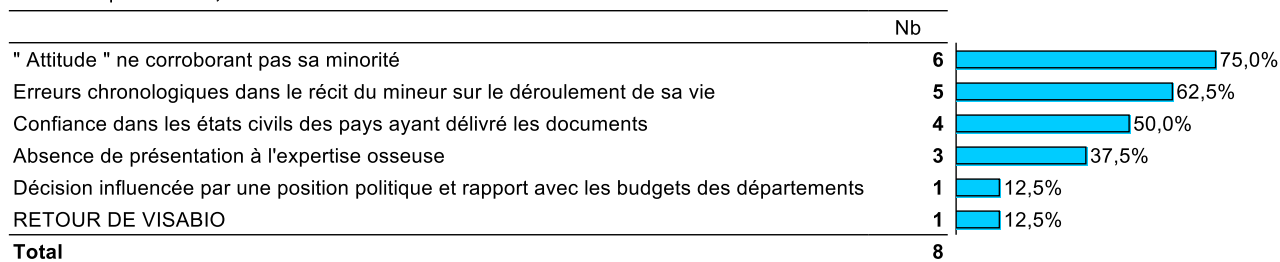 Nb
" Attitude " ne corroborant pas sa minorité 6 75,0%
Erreurs chronologiques dans le récit du mineur sur le déroulement de sa vie 5 62,5%
Confiance dans les états civils des pays ayant délivré les documents 4 50,0%
Absence de présentation à l'expertise osseuse 3 37,5%
Décision influencée par une position politique et rapport avec les budgets des départements 1 12,5%
RETOUR DE VISABIO 1 12,5%
Total 8